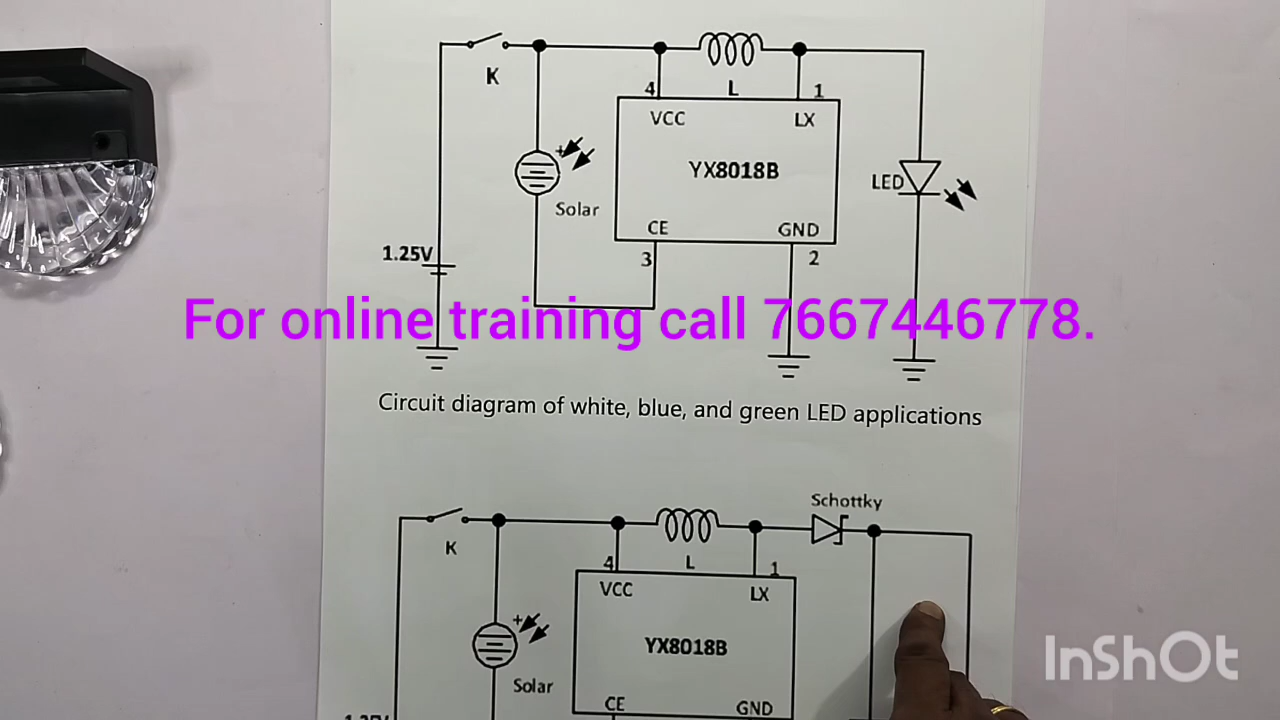 K
4
L
1
VCC
LX
YX8018B
+
Solar
LED
CE
GND
1.25V
3
2
For online training call 7667446778.
Circuit diagram of white, blue, and green LED applications
Schottky
K
4
L
1
VCC
LX
+
YX8018B
Solar
CE
GND
InShOt